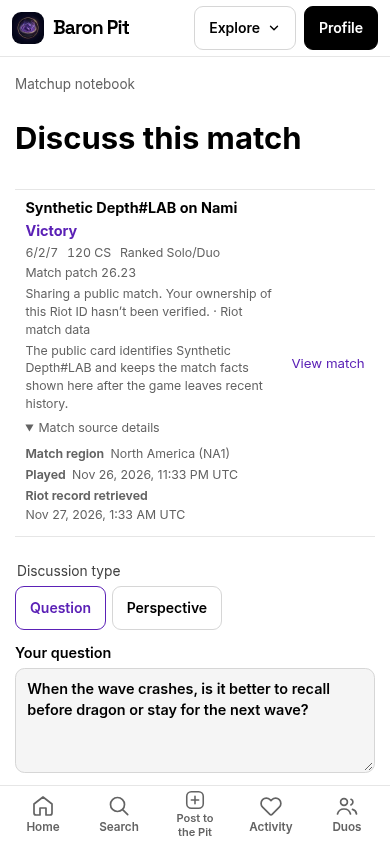 Baron Pit
Explore
Profile
Matchup notebook
Discuss this match
Synthetic Depth#LAB on Nami
Victory
6/2/7 120 CS Ranked Solo/Duo
Match patch 26.23
Sharing a public match. Your ownership of
this Riot ID hasn't been verified. · Riot
match data
The public card identifies Synthetic
Depth#LAB and keeps the match facts
shown here after the game leaves recent
history.
View match
▼ Match source details
Match region North America (NA1)
Played Nov 26, 2026, 11:33 PM UTC
Riot record retrieved
Nov 27, 2026, 1:33 AM UTC
Discussion type
Question
Perspective
Your question
When the wave crashes, is it better to recall
before dragon or stay for the next wave?
Home
Search
Post to
the Pit
Activity
Duos